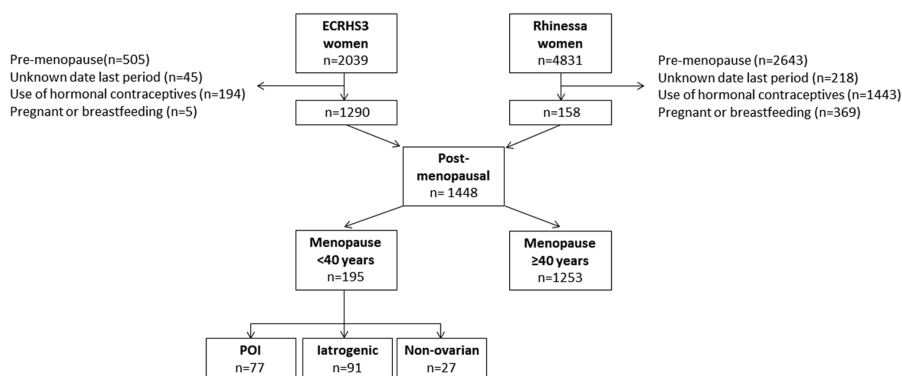 ECRHS3
women
n=2039
Rhinessa
women
n=4831
Pre-menopause(n=505)
Unknown date last period (n=45)
Use of hormonal contraceptives (n=194)
Pregnant or breastfeeding (n=5)
Pre-menopause (n=2643)
Unknown date last period (n=218)
Use of hormonal contraceptives (n=1443)
Pregnant or breastfeeding (n=369)
n=1290
n=158
Post-
menopausal
n= 1448
Menopause
<40 years
n=195
Menopause
≥40 years
n=1253
POI
n=77
Iatrogenic
n=91
Non-ovarian
n=27